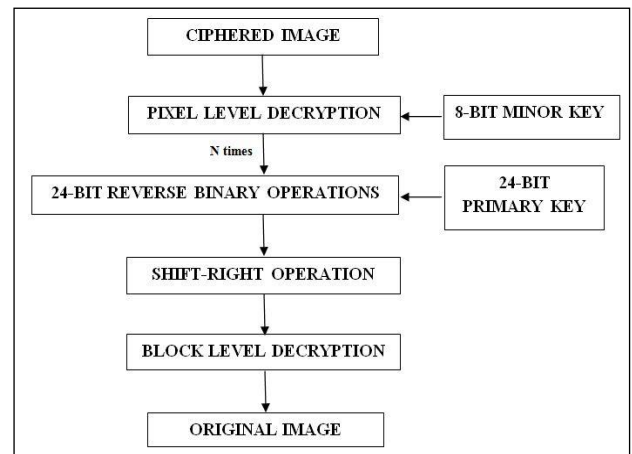 CIPHERED IMAGE
PIXEL LEVEL DECRYPTION
8-BIT MINOR KEY
N times
24-BIT REVERSE BINARY OPERATIONS
24-BIT
PRIMARY KEY
SHIFT-RIGHT OPERATION
BLOCK LEVEL DECRYPTION
ORIGINAL IMAGE